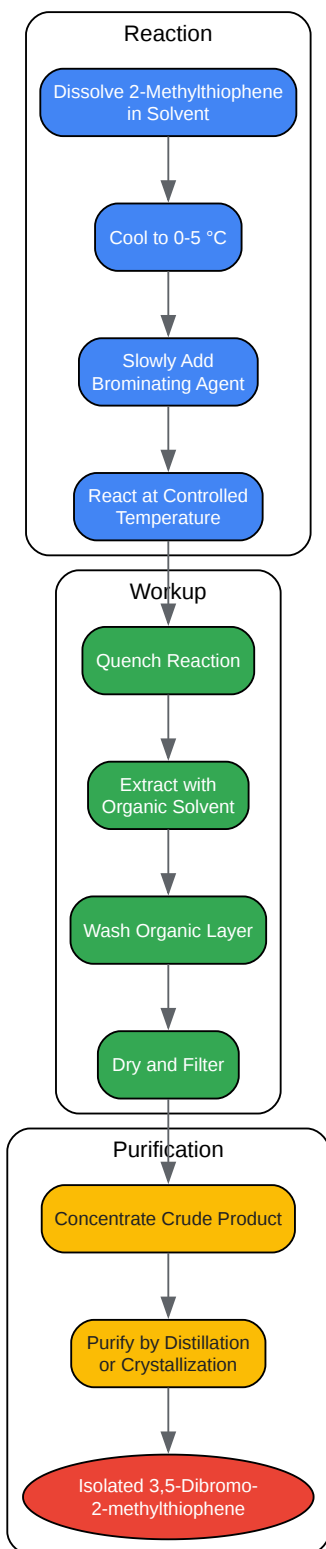 Reaction
Dissolve 2-Methylthiophene
in Solvent
Cool to 0-5 °C
Slowly Add
Brominating Agent
React at Controlled
Temperature
Workup
Quench Reaction
Extract with
Organic Solvent
Wash Organic Layer
Dry and Filter
Purification
Concentrate Crude Product
Purify by Distillation
or Crystallization
Isolated 3,5-Dibromo-
2-methylthiophene